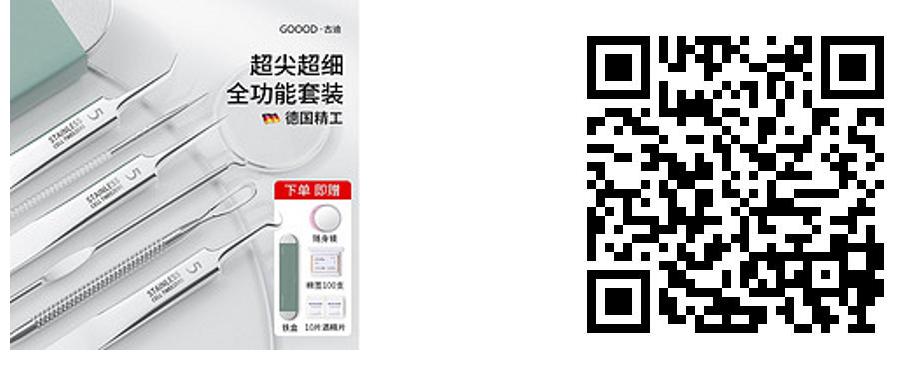 GOOOD·古迪
超尖超细
全功能套装
德国精工
STAINLESS
STAINLESS
STAINLESS
下单 即赠
随身镜
棉签100支
铁盒 10片酒精片